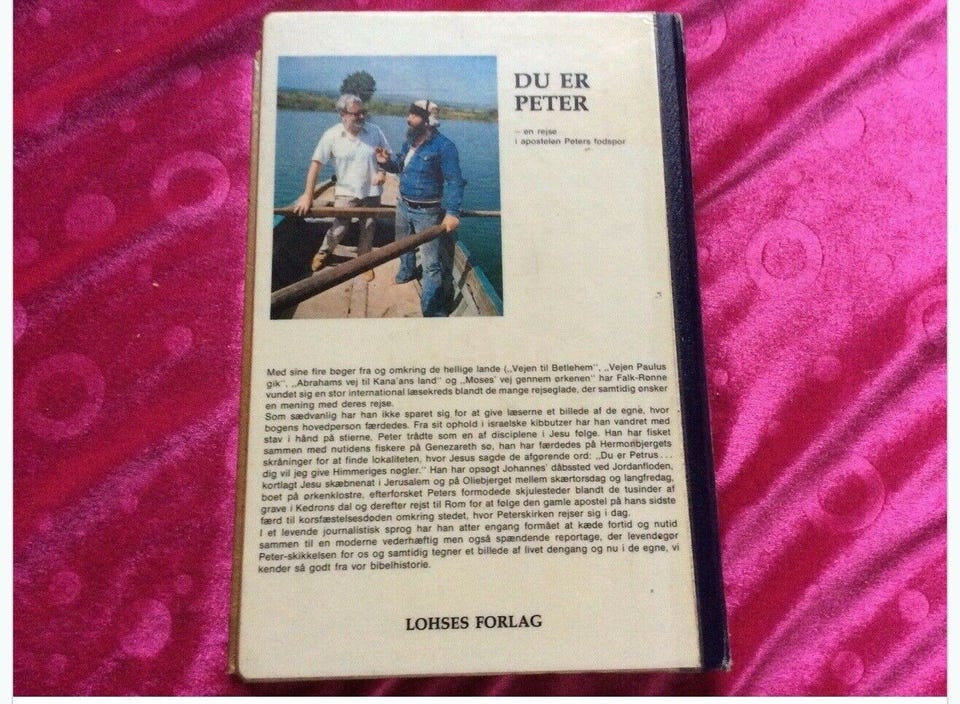 DU ER
PETER
– en rejse
i apostelen Peters fodspor
Med sine fire bøger fra og omkring de hellige lande („Vejen til Betlehem", „Vejen Paulus
gik", „Abrahams vej til Kana'ans land" og „Moses' vej gennem ørkenen" har Falk-Rønne
vundet sig en stor international læsekreds blandt de mange rejseglade, der samtidig ønsker
en mening med deres rejse.
Som sædvanlig har han ikke sparet sig for at give læserne et billede af de egne, hvor
bogens hovedperson færdedes. Fra sit ophold i israelske kibbutzer har han vandret med
stav i hånd på stierne, Peter trådte som en af disciplene i Jesu følge. Han har fisket
sammen med nutidens fiskere på Genezareth sø, han har færdedes på Hermonbjergets
skråninger for at finde lokaliteten, hvor Jesus sagde de afgørende ord: „Du er Petrus...
dig vil jeg give Himmeriges nøgler." Han har opsøgt Johannes' dåbssted ved Jordanfloden,
kortlagt Jesu skæbnenat i Jerusalem og på Oliebjerget mellem skærtorsdag og langfredag,
boet på ørkenklostre, efterforsket Peters formodede skjulesteder blandt de tusinder af
grave i Kedrons dal og derefter rejst til Rom for at følge den gamle apostel på hans sidste
færd til korsfæstelsesdøden omkring stedet, hvor Peterskirken rejser sig i dag.
I et levende journalistisk sprog har han atter engang formået at kæde fortid og nutid
sammen til en moderne vederhæftig men også spændende reportage, der levendegør
Peter-skikkelsen for os og samtidig tegner et billede af livet dengang og nu i de egne, vi
kender så godt fra vor bibelhistorie.
LOHSES FORLAG